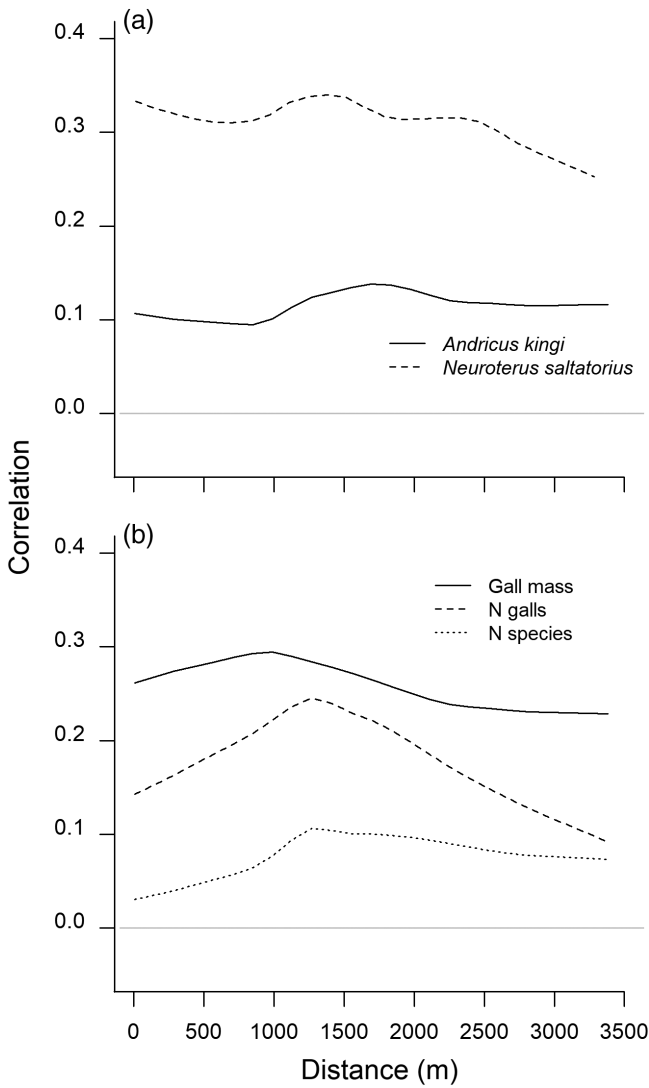 (a)
0.4
0.3
0.2
0.1
0.0
Andricus kingi
Neuroterus saltatorius
Correlation
(b)
0.4
0.3
0.2
0.1
0.0
Gall mass
N galls
N species
0 500 1000 1500 2000 2500 3000 3500
Distance (m)